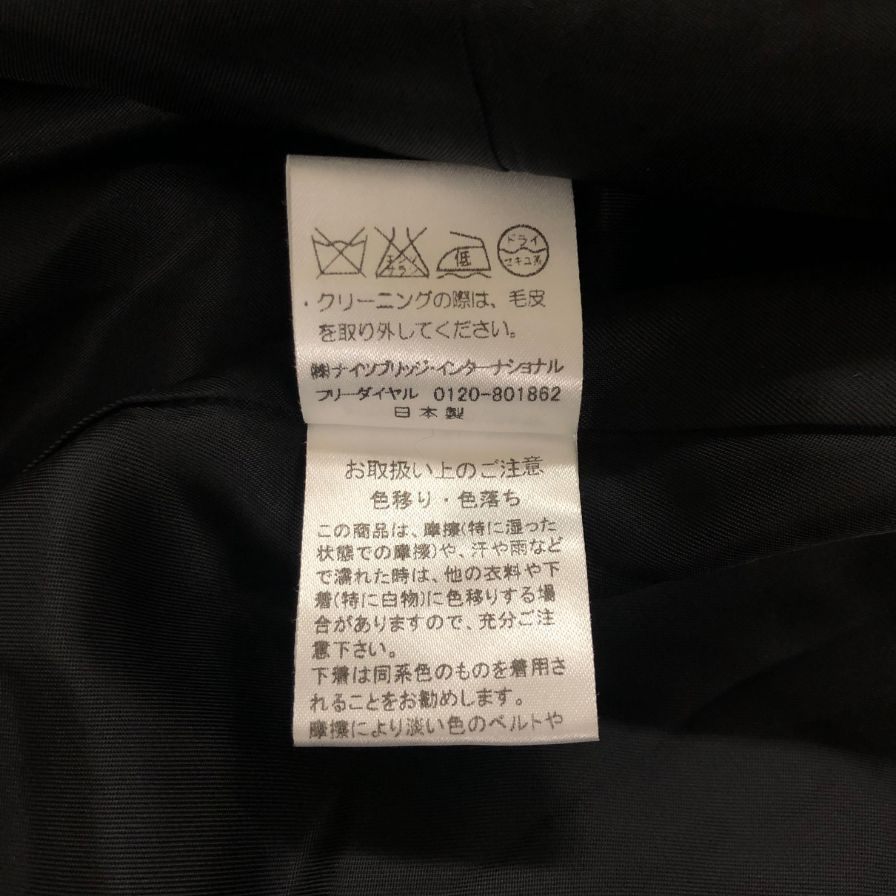 エンソ サラシ 低 ドライ セキユ系
・クリーニングの際は、毛皮
を取り外してください。
㈱ナイツブリッジ・インターナショナル
フリーダイヤル 0120-801862
日本製
お取扱い上のご注意
色移り・色落ち
この商品は、摩擦(特に湿った
状態での摩擦)や、汗や雨など
で濡れた時は、他の衣料や下
着(特に白物)に色移りする場
合がありますので、充分ご注
意下さい。
下着は同系色のものを着用さ
れることをお勧めします。
摩擦により淡い色のベルトや